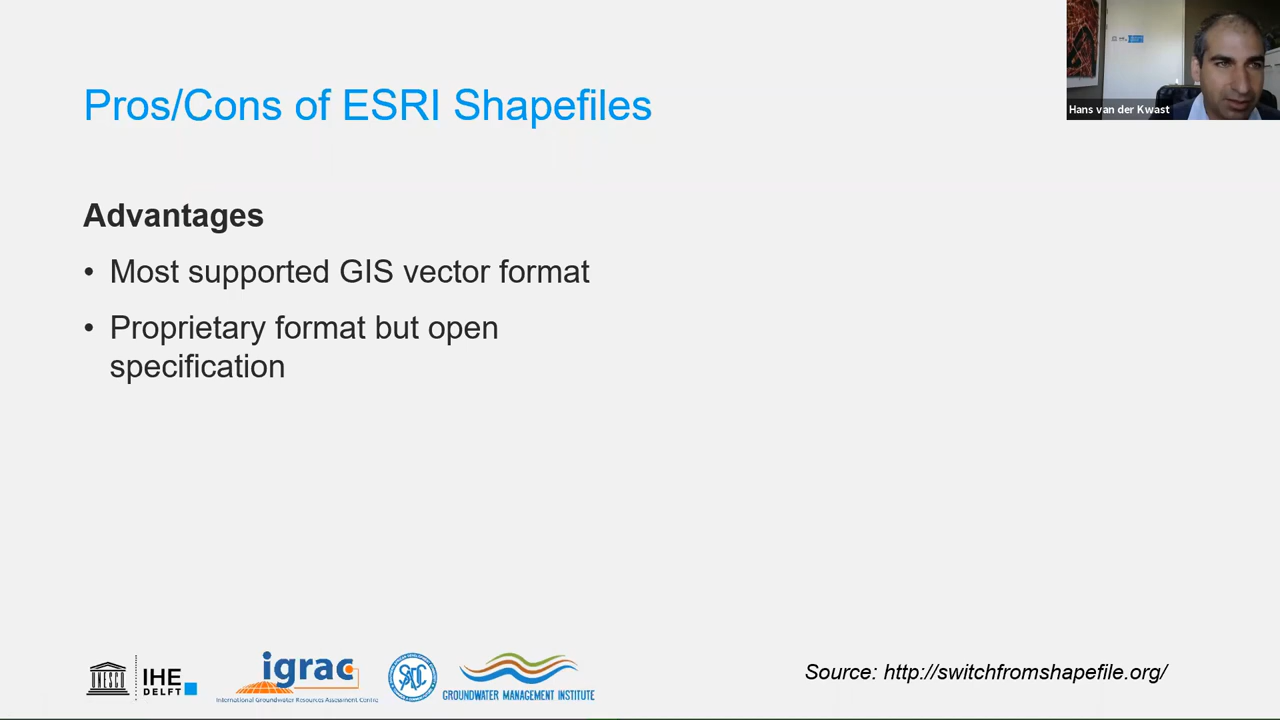 Pros/Cons of ESRI Shapefiles
Hans van der Kwast
Advantages
• Most supported GIS vector format
• Proprietary format but open
specification
UNESCO
IHE
DELFT
igrac
International Groundwater Resources Assessment Centre
GROUNDWATER MANAGEMENT INSTITUTE
Source: http://switchfromshapefile.org/